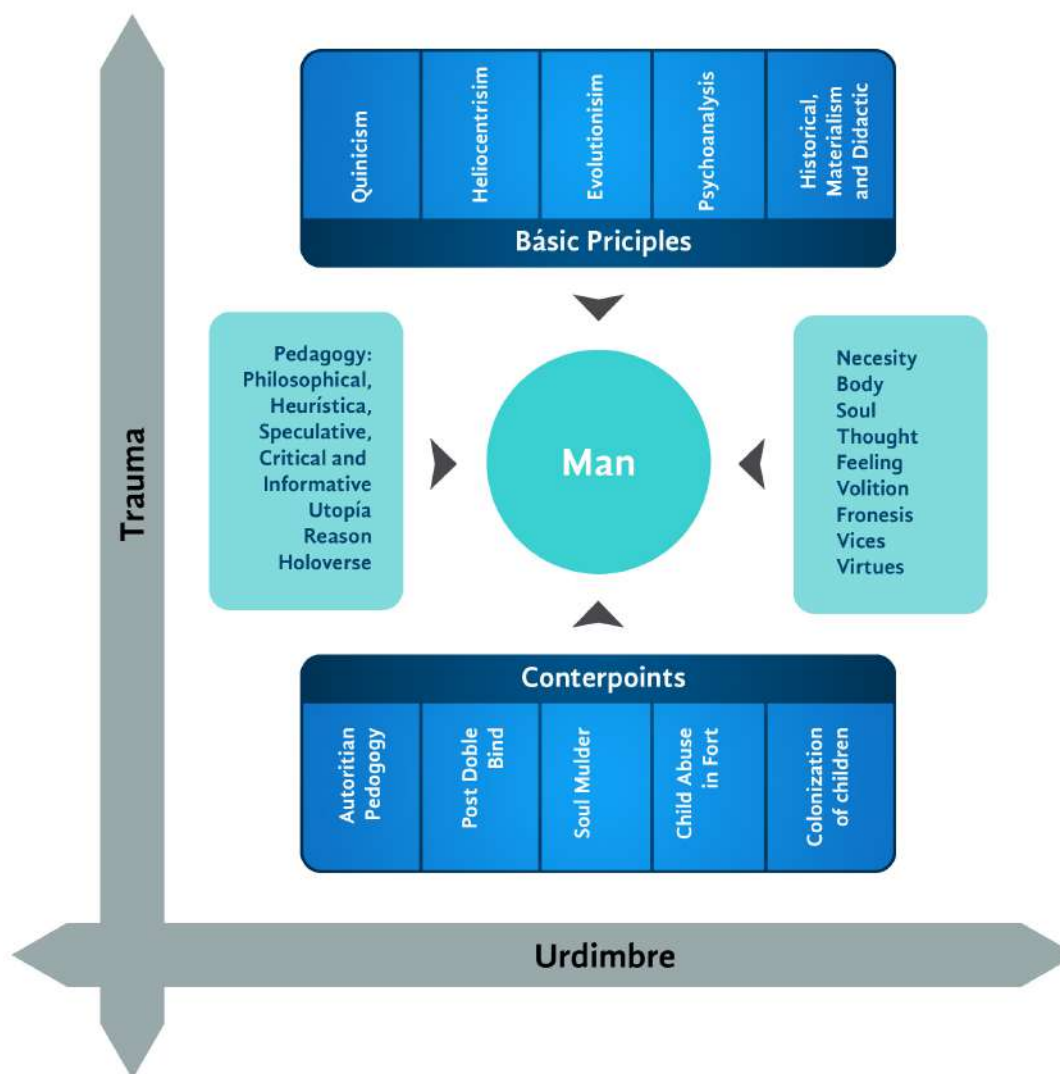 Quinicism
Heliocentrisim
Evolutionisim
Psychoanalysis
Historical,
Materialism
and Didactic
Básic Priciples
Trauma
Pedagogy:
Philosophical,
Heurística,
Speculative,
Critical and
Informative
Utopía
Reason
Holoverse
Man
Necesity
Body
Soul
Thought
Feeling
Volition
Fronesis
Vices
Virtues
Conterpoints
Autoritian
Pedogogy
Post Doble
Bind
Soul Mulder
Child Abuse
in Fort
Colonization
of children
Urdimbre